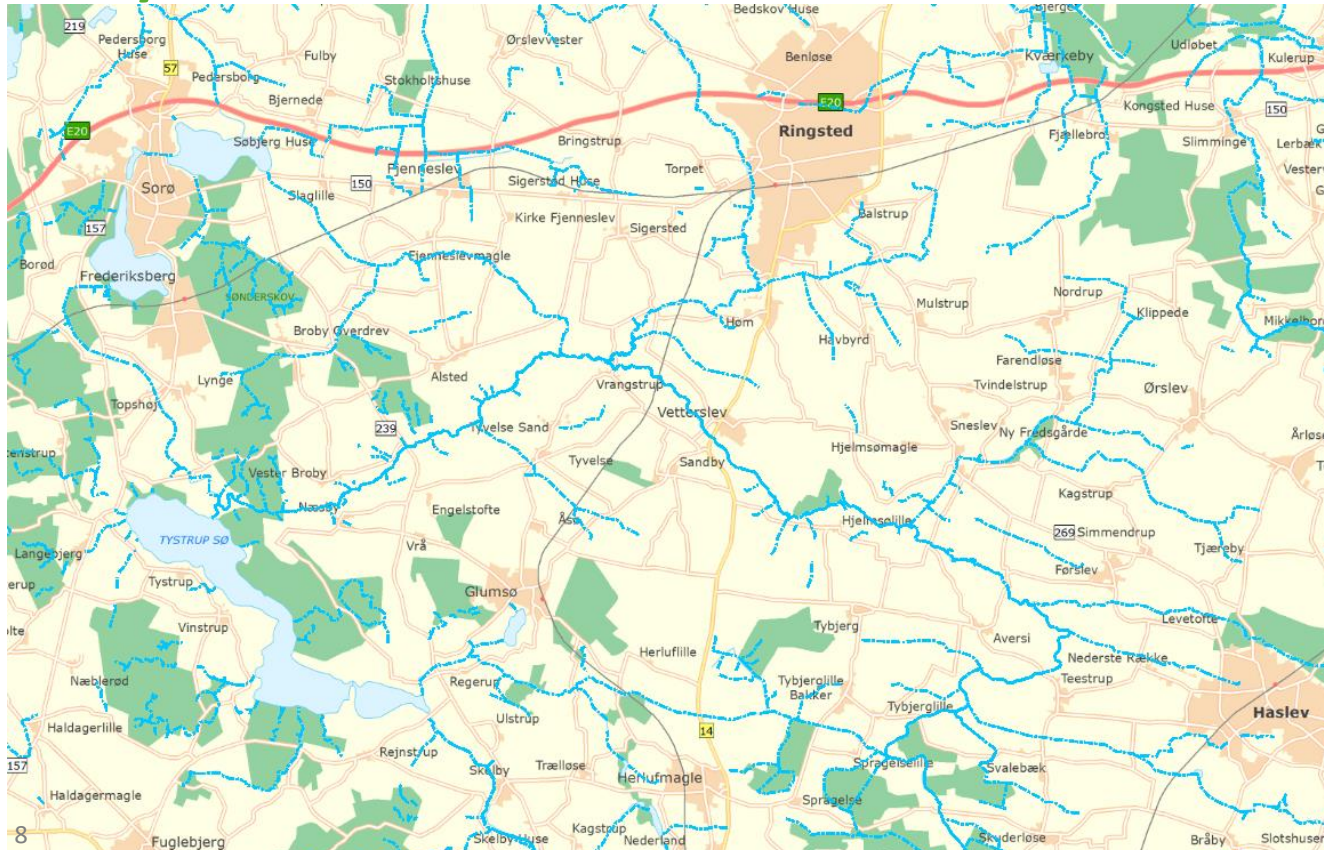 Bedskov Huse
Bjerge
219
Pedersborg
Huse
Fulby
Ørslevvester
Benløse
Kværkeby
Udløbet
Kulerup
57
Pedersborg
Stokholtshuse
Bjernede
E20
Kongsted Huse
150
E20
Søbjerg Huse
Bringstrup
Ringsted
Fjællebro
Slimminge
Lerbæk
Sorø
Slaglille
150
Fjenneslev
Sigersted Huse
Torpet
157
Kirke Fjenneslev
Sigersted
Balstrup
Borød
Frederiksberg
Fjenneslevmagle
SØNDERSKOV
Mulstrup
Nordrup
Klippede
Broby Overdrev
Høm
Havbyrd
Farendløse
Lynge
Alsted
Vrangstrup
Tvindelstrup
Ørslev
Topshøj
239
Tyvelse Sand
Vetterslev
Sneslev
Ny Fredsgårde
Hjelmsømagle
Vester Broby
Tyvelse
Sandby
Kagstrup
Næsby
Engelstofte
Åsø
Hjelmsølille
TYSTRUP SØ
Vrå
269
Simmendrup
Tjæreby
Langebjerg
Tystrup
Førslev
Glumsø
Vinstrup
Tybjerg
Aversi
Levetofte
Herluflille
Nederste Række
Næblerød
Regerup
Tybjerglille
Bakker
Teestrup
Haldagerlille
Ulstrup
Tybjerglille
Haslev
14
Rejnstrup
157
Skelby
Trælløse
Herlufmagle
Spragelselille
Svalebæk
Haldagermagle
Spragelse
8
Fuglebjerg
Skelby Huse
Kagstrup
Nederland
Skuderløse
Bråby
Slotshuse